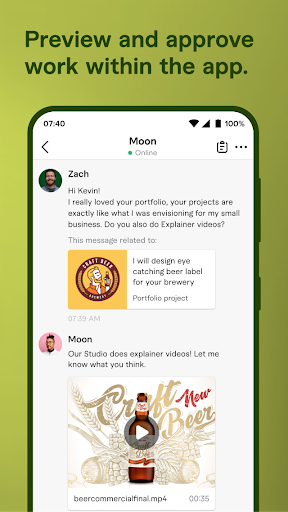 Preview and approve
work within the app.
07:40
100%
Moon
Online
Zach
Hi Kevin!
I really loved your portfolio, your projects are
exactly like what I was envisioning for my small
business. Do you also do Explainer videos?
This message related to:
CRAFT BEER
BREWERY
I will design eye
catching beer label
for your brewery
Portfolio project
07:39 AM
Moon
Our Studio does explainer videos! Let me
know what you think.
Craft New
Beer
beercommercialfinal.mp4
00:35